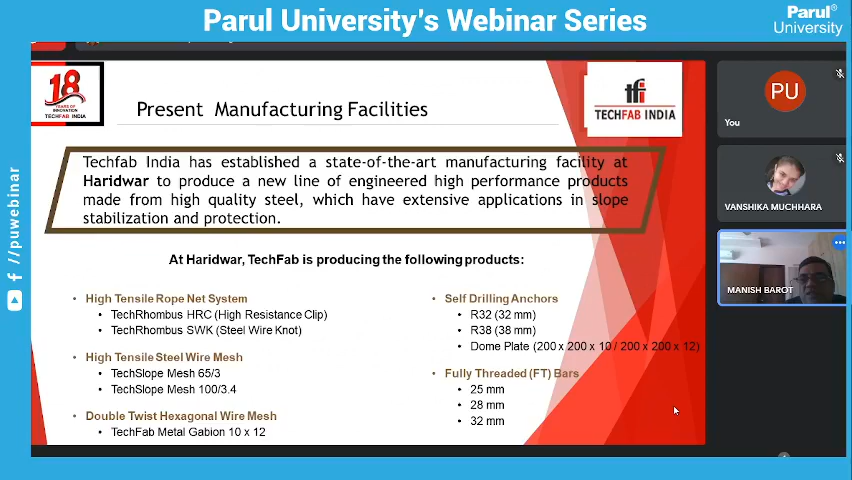 Parul University's Webinar Series
Parul®
University
18
YEARS OF
INNOVATION
TECHFAB INDIA
Present Manufacturing Facilities
tfi
TECHFAB INDIA
Techfab India has established a state-of-the-art manufacturing facility at
Haridwar to produce a new line of engineered high performance products
made from high quality steel, which have extensive applications in slope
stabilization and protection.
At Haridwar, TechFab is producing the following products:
• High Tensile Rope Net System
• TechRhombus HRC (High Resistance Clip)
• TechRhombus SWK (Steel Wire Knot)
• High Tensile Steel Wire Mesh
• TechSlope Mesh 65/3
• TechSlope Mesh 100/3.4
• Double Twist Hexagonal Wire Mesh
• TechFab Metal Gabion 10 x 12
• Self Drilling Anchors
• R32 (32 mm)
• R38 (38 mm)
• Dome Plate (200 x 200 x 10 / 200 x 200 x 12)
• Fully Threaded (FT) Bars
• 25 mm
• 28 mm
• 32 mm
PU
You
VANSHIKA MUCHHARA
MANISH BAROT
//puwebinar